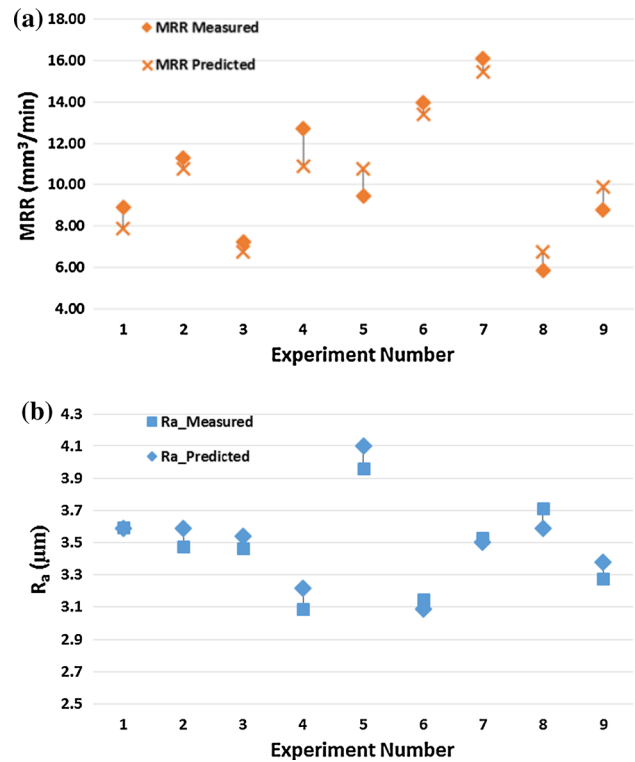 (a)
18.00
16.00
14.00
12.00
10.00
8.00
6.00
4.00
MRR (mm³/min)
MRR Measured
MRR Predicted
1 2 3 4 5 6 7 8 9
Experiment Number
(b)
4.3
4.1
3.9
3.7
3.5
3.3
3.1
2.9
2.7
2.5
Ra (μm)
Ra_Measured
Ra_Predicted
1 2 3 4 5 6 7 8 9
Experiment Number